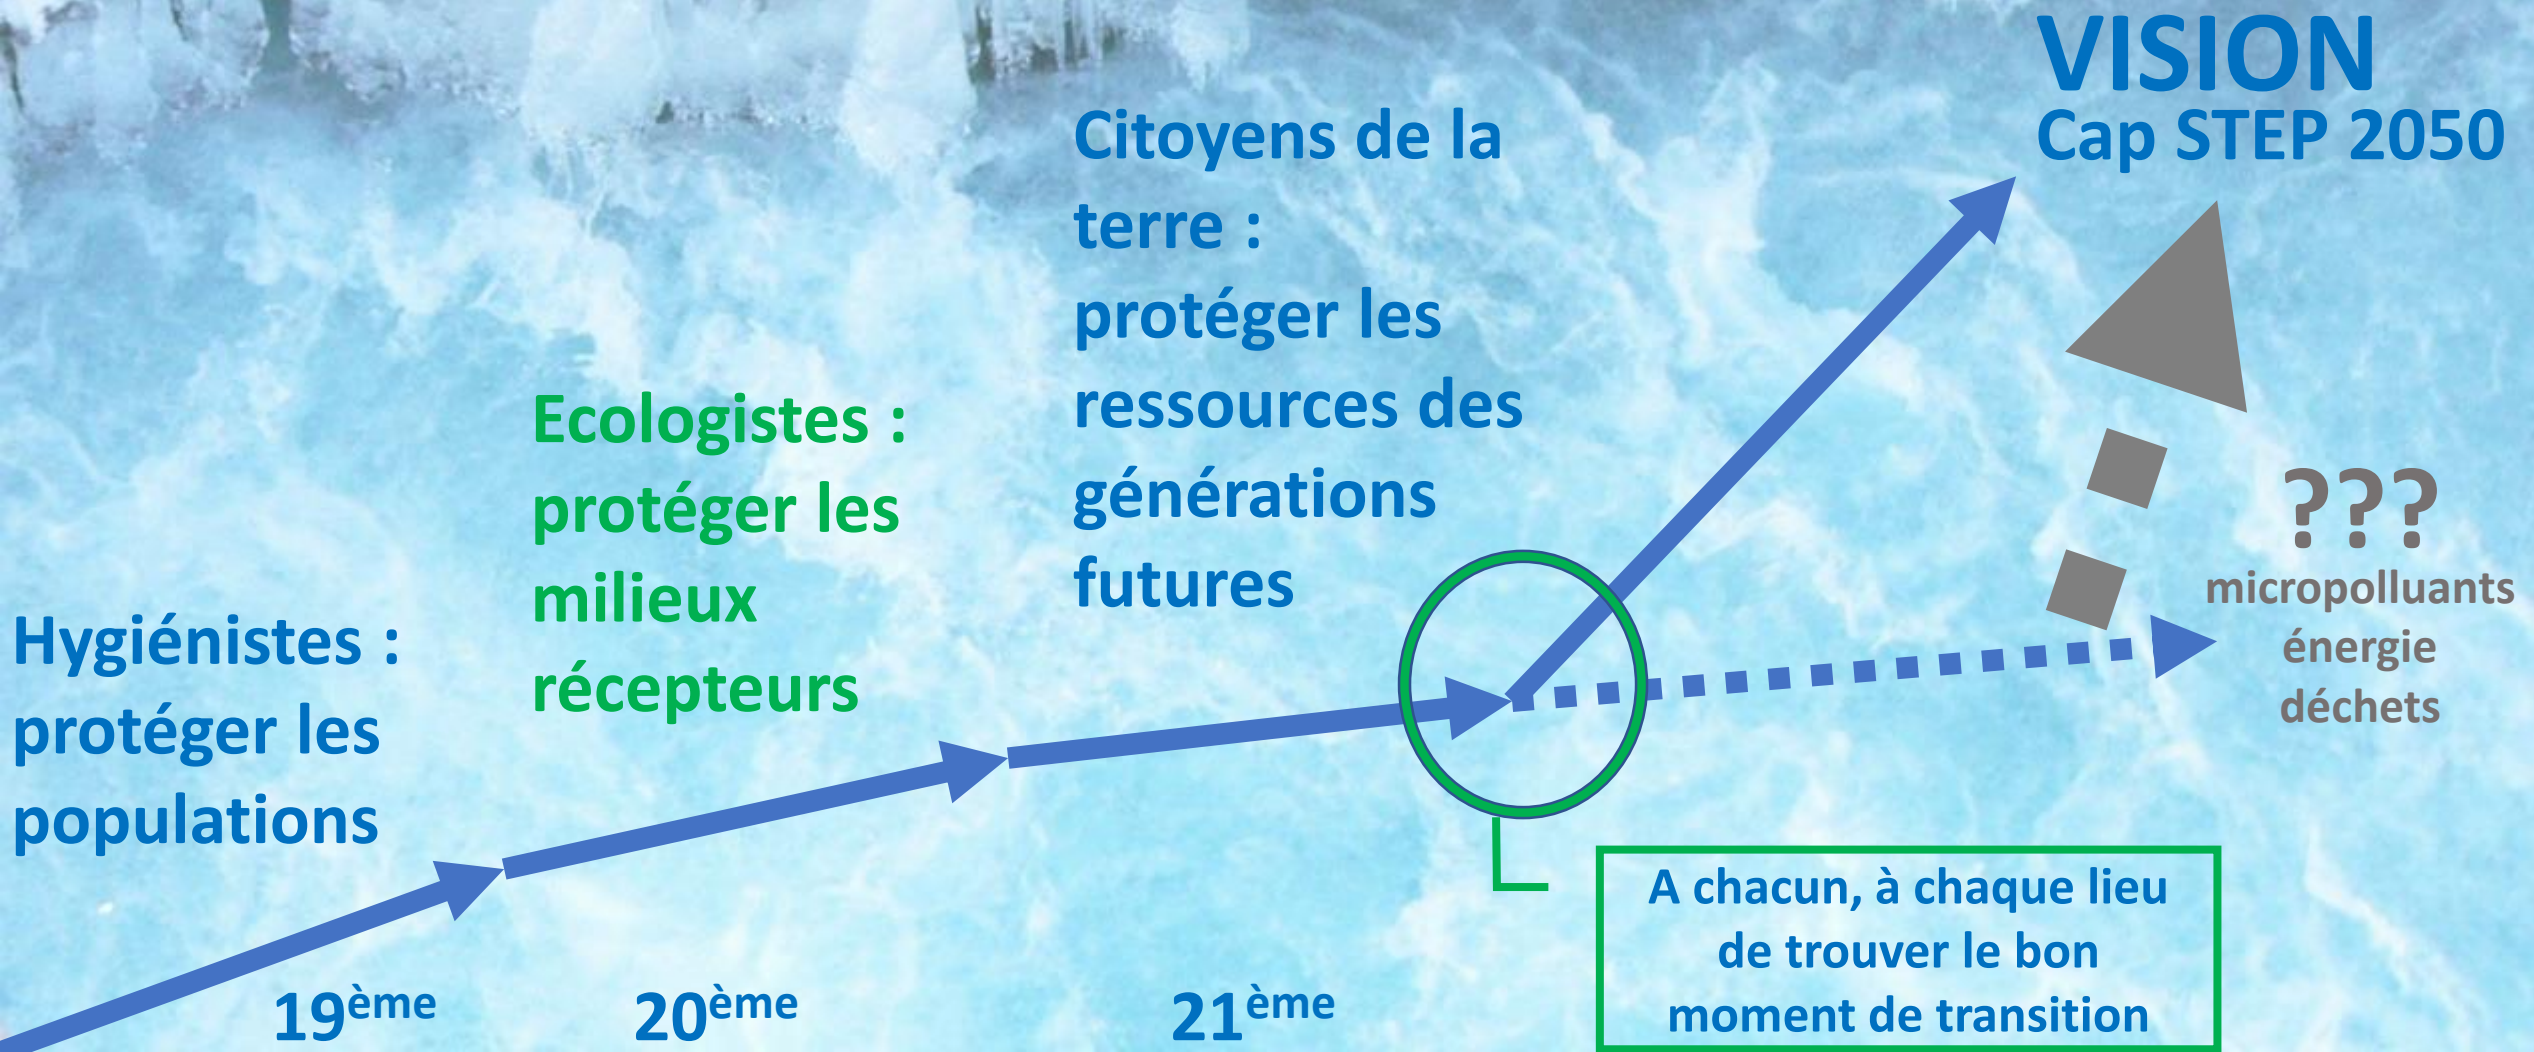 VISION
Cap STEP 2050
Citoyens de la
terre :
protéger les
ressources des
générations
futures
Ecologistes :
protéger les
milieux
récepteurs
Hygiénistes :
protéger les
populations
???
micropolluants
énergie
déchets
A chacun, à chaque lieu
de trouver le bon
moment de transition
19ème
20ème
21ème